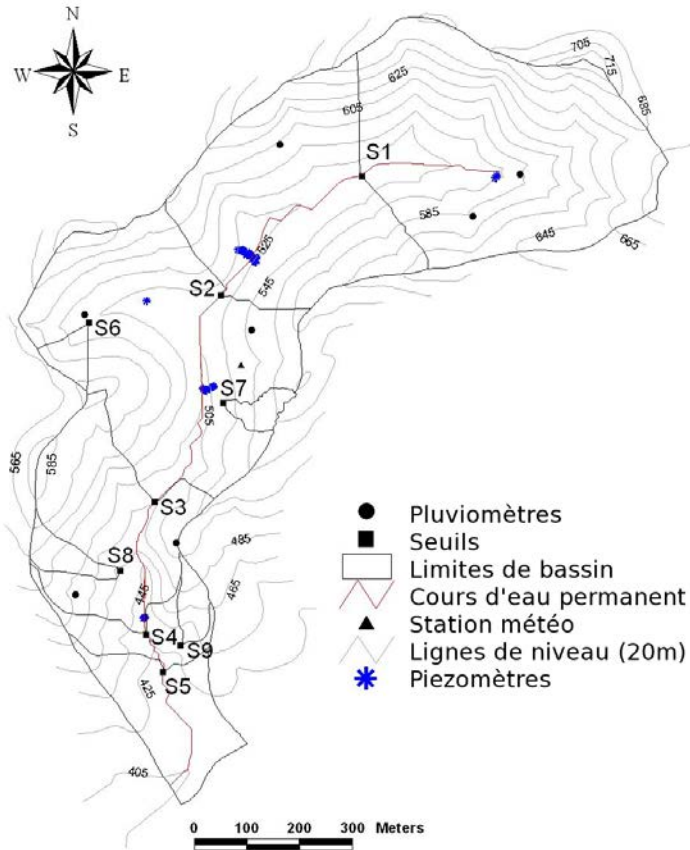 N
W E
S
705
715
625
685
605
S1
585
645
665
525
S2
545
S6
S7
505
565
585
S3
485
S8
465
445
S4
S9
S5
425
405
Pluviomètres
Seuils
Limites de bassin
Cours d'eau permanent
Station météo
Lignes de niveau (20m)
Piezomètres
0 100 200 300 Meters